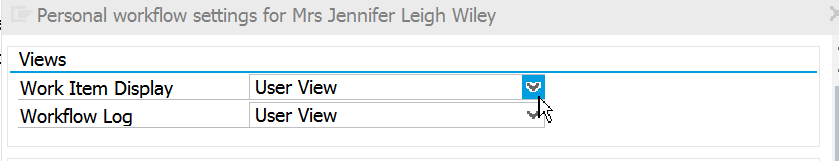 Personal workflow settings for Mrs Jennifer Leigh Wiley
Views
Work Item Display User View
Workflow Log User View